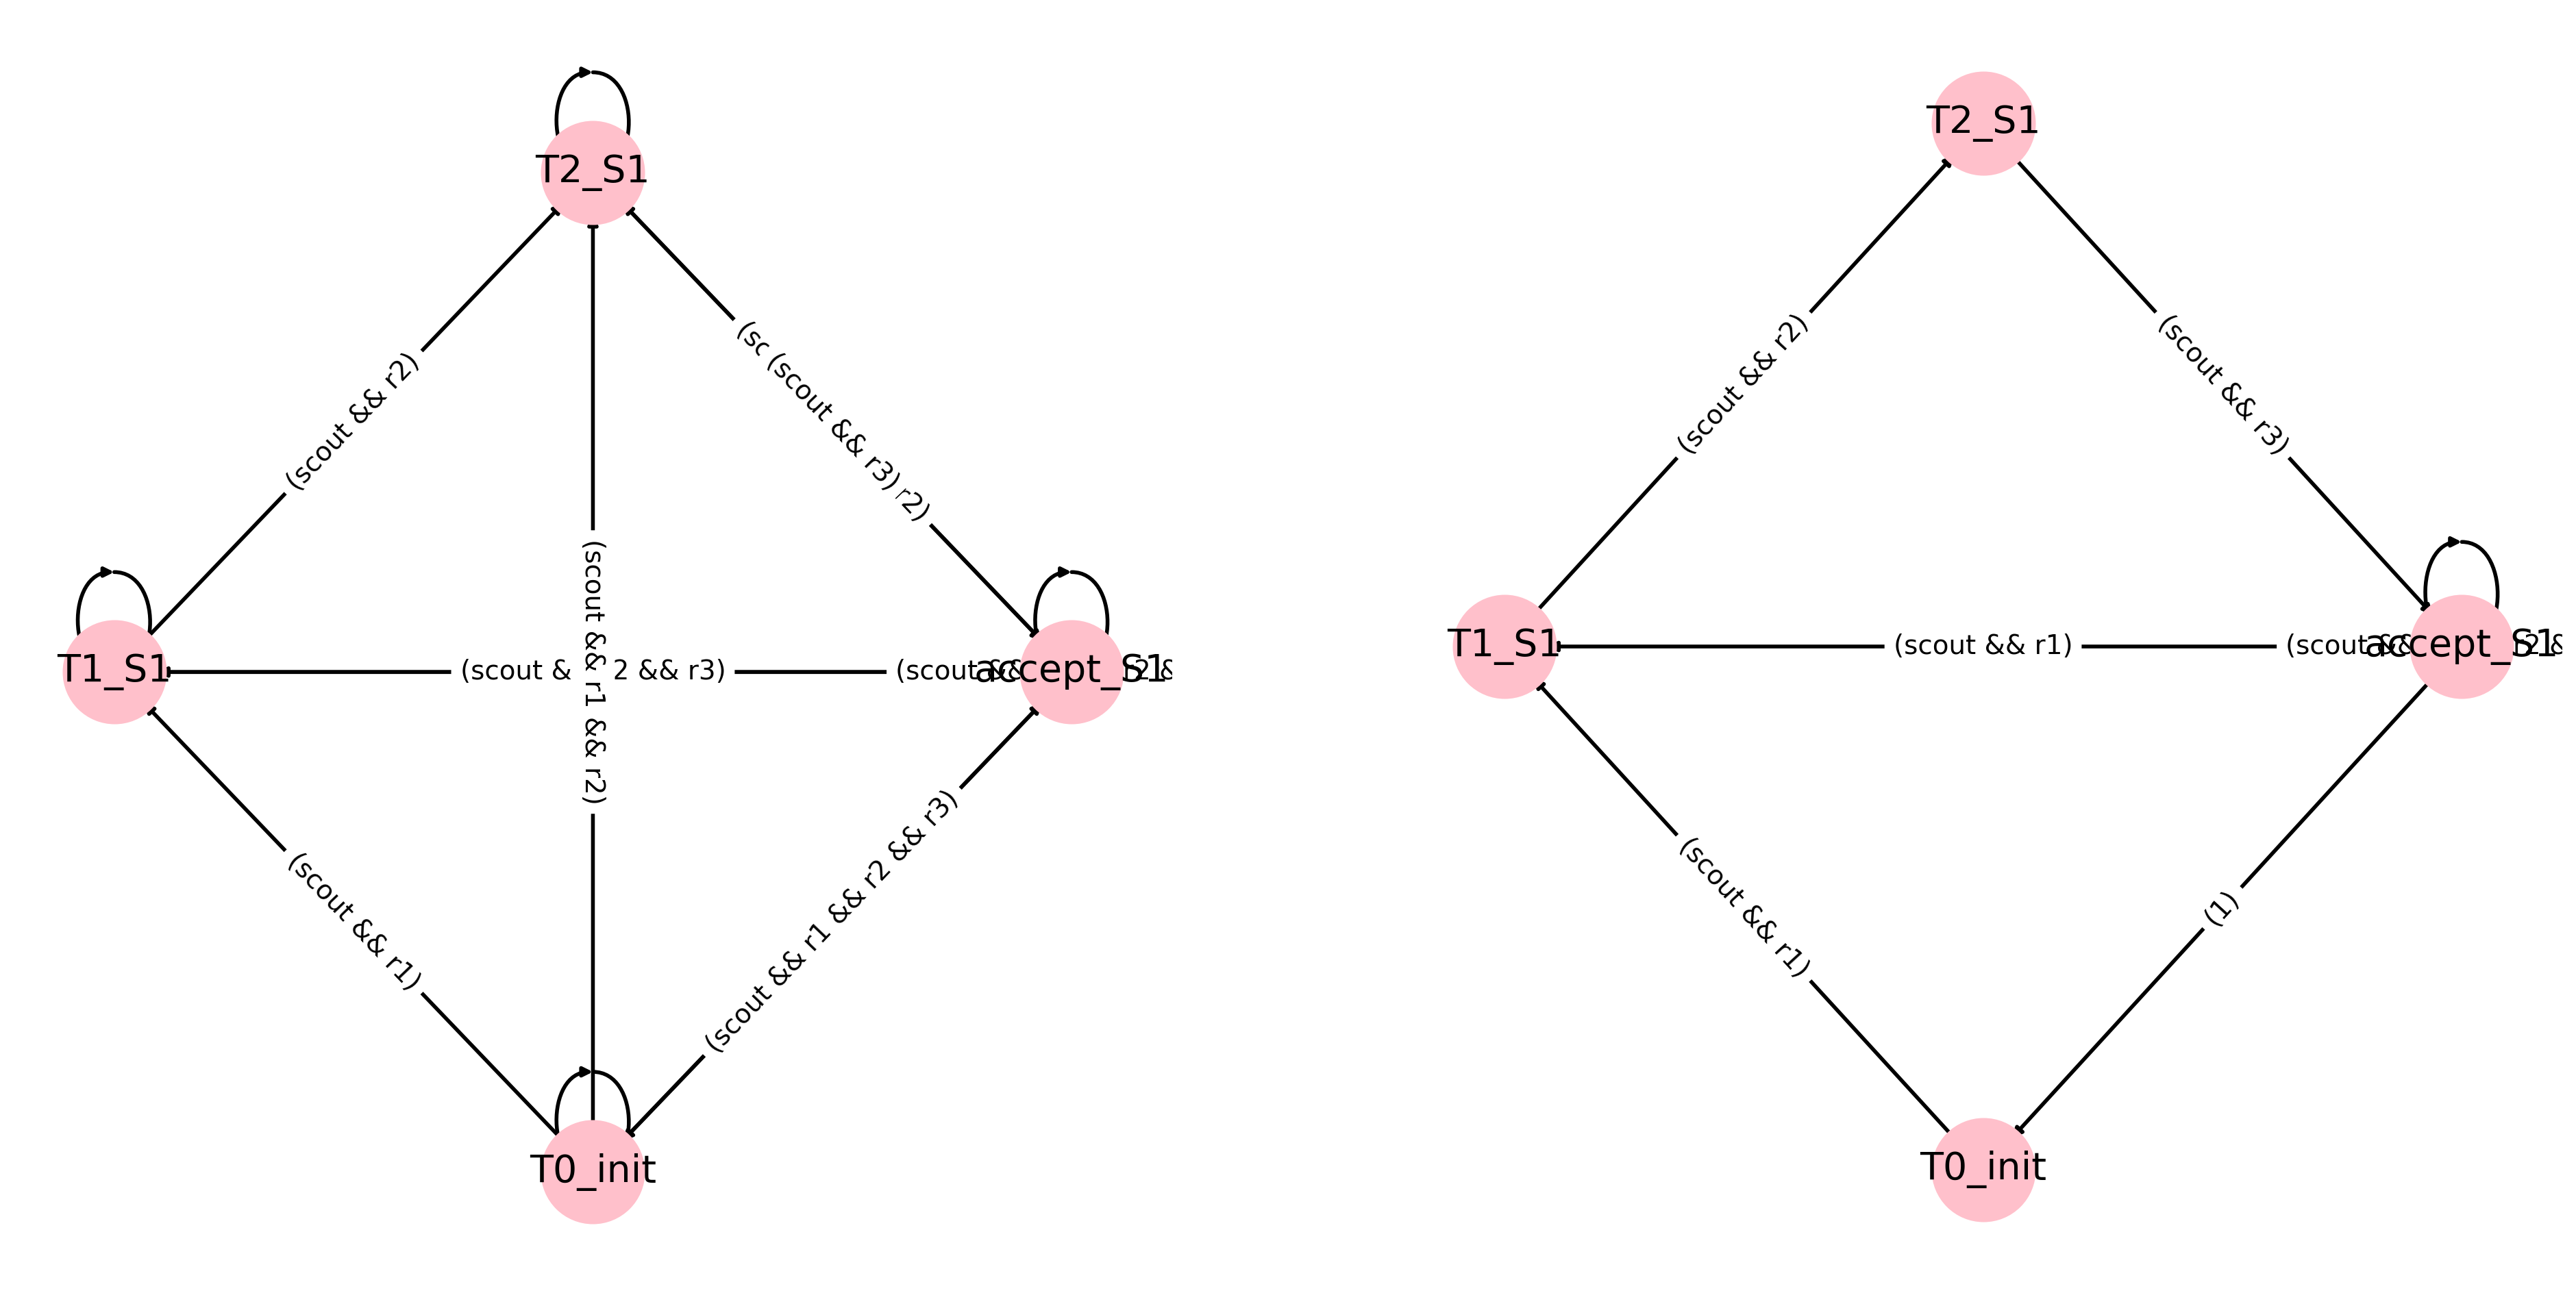 T2_S1
(scout && r2)
(sc
(scout && r3)
r2)
T1_S1
(scout &
2 && r3)
(scout && r1 && r2)
(scout &&
accept_S1
(scout && r1)
(scout && r1 && r2 && r3)
T0_init
T2_S1
(scout && r2)
(scout && r3)
T1_S1
(scout && r1)
(scout &&
accept_S1
(scout && r1)
(1)
T0_init